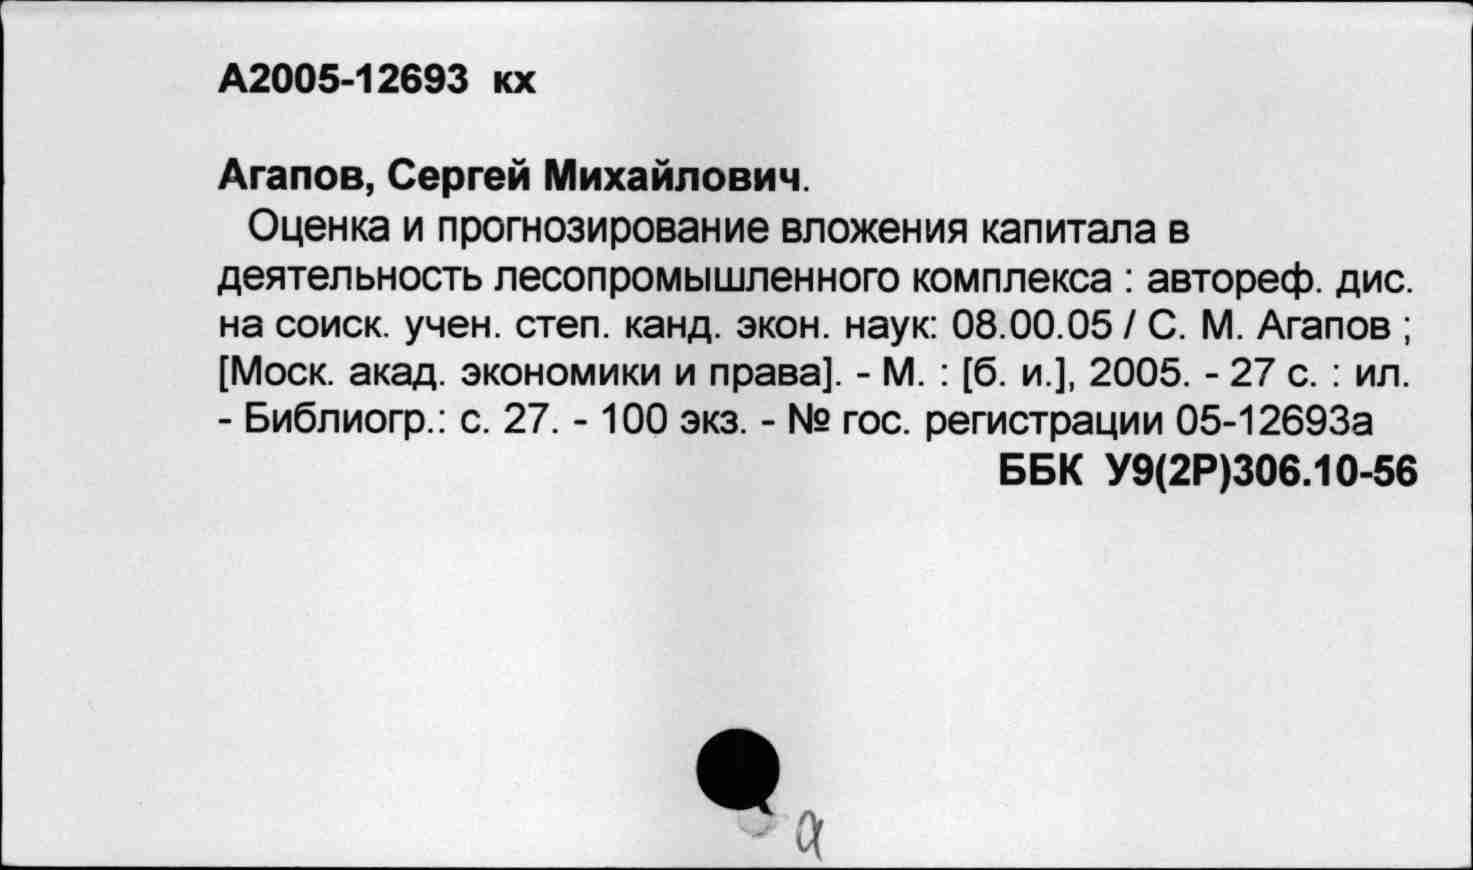 А2005-12693 кх
Агапов, Сергей Михайлович.
Оценка и прогнозирование вложения капитала в
деятельность лесопромышленного комплекса : автореф. дис.
на соиск. учен. степ. канд. экон. наук: 08.00.05 / С. М. Агапов ;
[Моск. акад. экономики и права]. - М. : [б. и.], 2005. - 27 с. : ил.
- Библиогр.: с. 27. - 100 экз. - № гос. регистрации 05-12693а
ББК У9(2Р)306.10-56
а